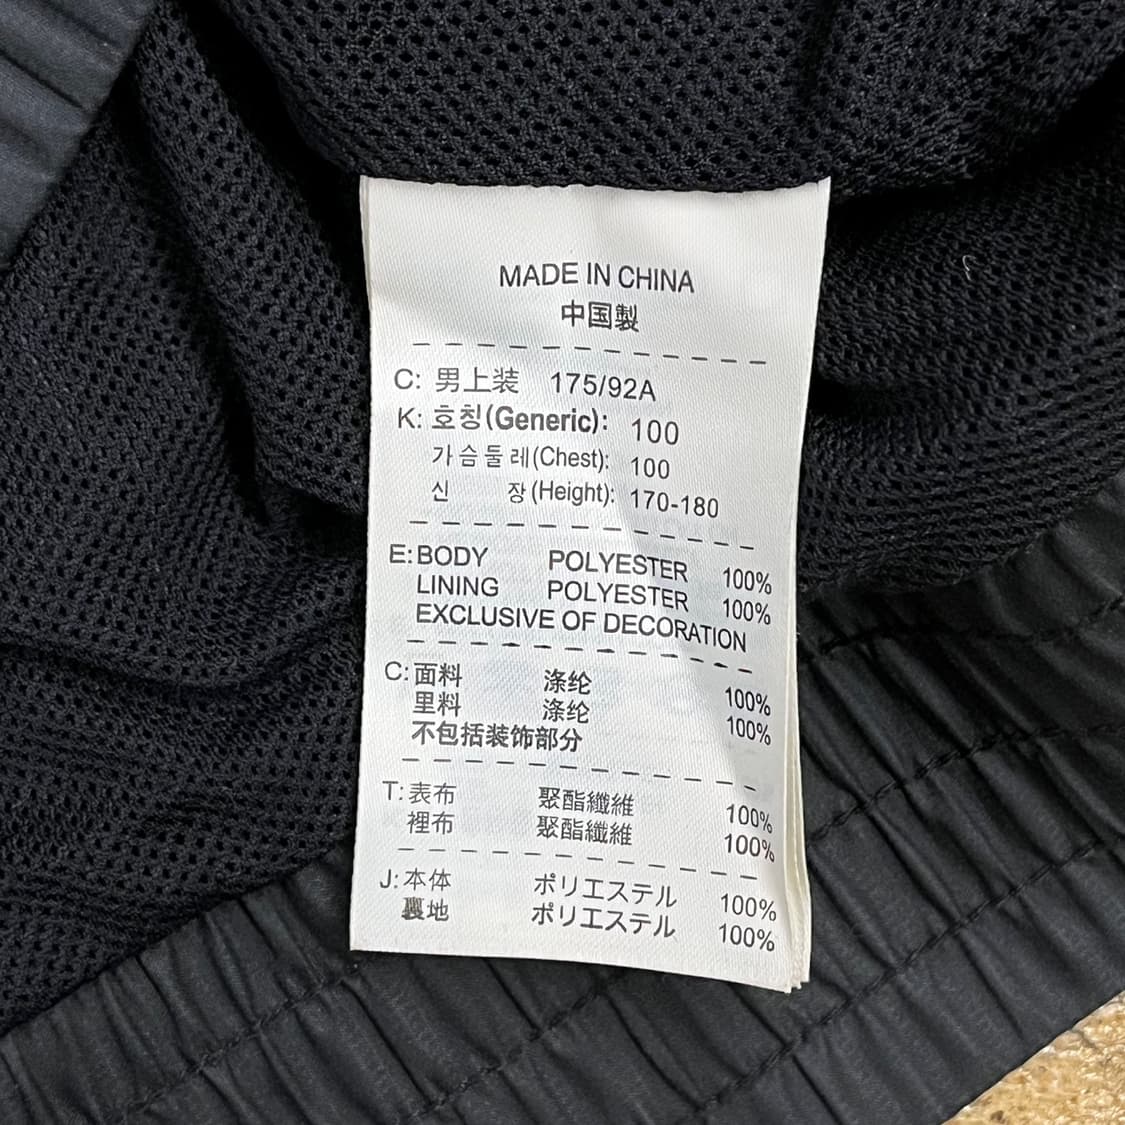 MADE IN CHINA
中国製
C: 男上装 175/92A
K: 호칭(Generic): 100
가슴둘레(Chest): 100
신 장(Height): 170-180
E: BODY POLYESTER 100%
LINING POLYESTER 100%
EXCLUSIVE OF DECORATION
C: 面料 涤纶 100%
里料 涤纶 100%
不包括装饰部分
T: 表布 聚酯纖維 100%
裡布 聚酯纖維 100%
J: 本体 ポリエステル 100%
裏地 ポリエステル 100%